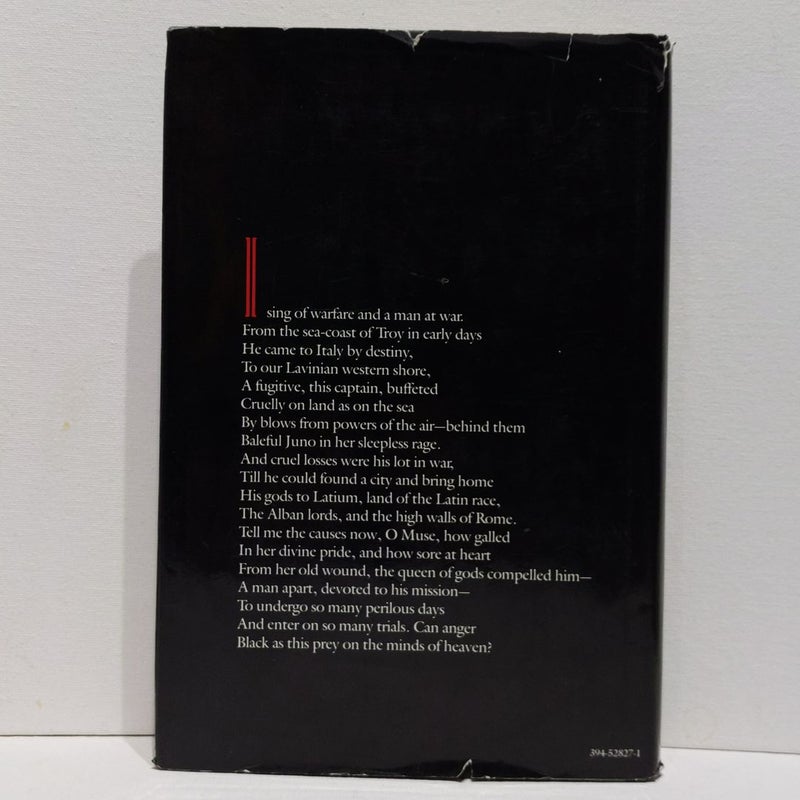 I sing of warfare and a man at war.
From the sea-coast of Troy in early days
He came to Italy by destiny,
To our Lavinian western shore,
A fugitive, this captain, buffeted
Cruelly on land as on the sea
By blows from powers of the air—behind them
Baleful Juno in her sleepless rage.
And cruel losses were his lot in war,
Till he could found a city and bring home
His gods to Latium, land of the Latin race,
The Alban lords, and the high walls of Rome.
Tell me the causes now, O Muse, how galled
In her divine pride, and how sore at heart
From her old wound, the queen of gods compelled him—
A man apart, devoted to his mission—
To undergo so many perilous days
And enter on so many trials. Can anger
Black as this prey on the minds of heaven?
394-52827-1